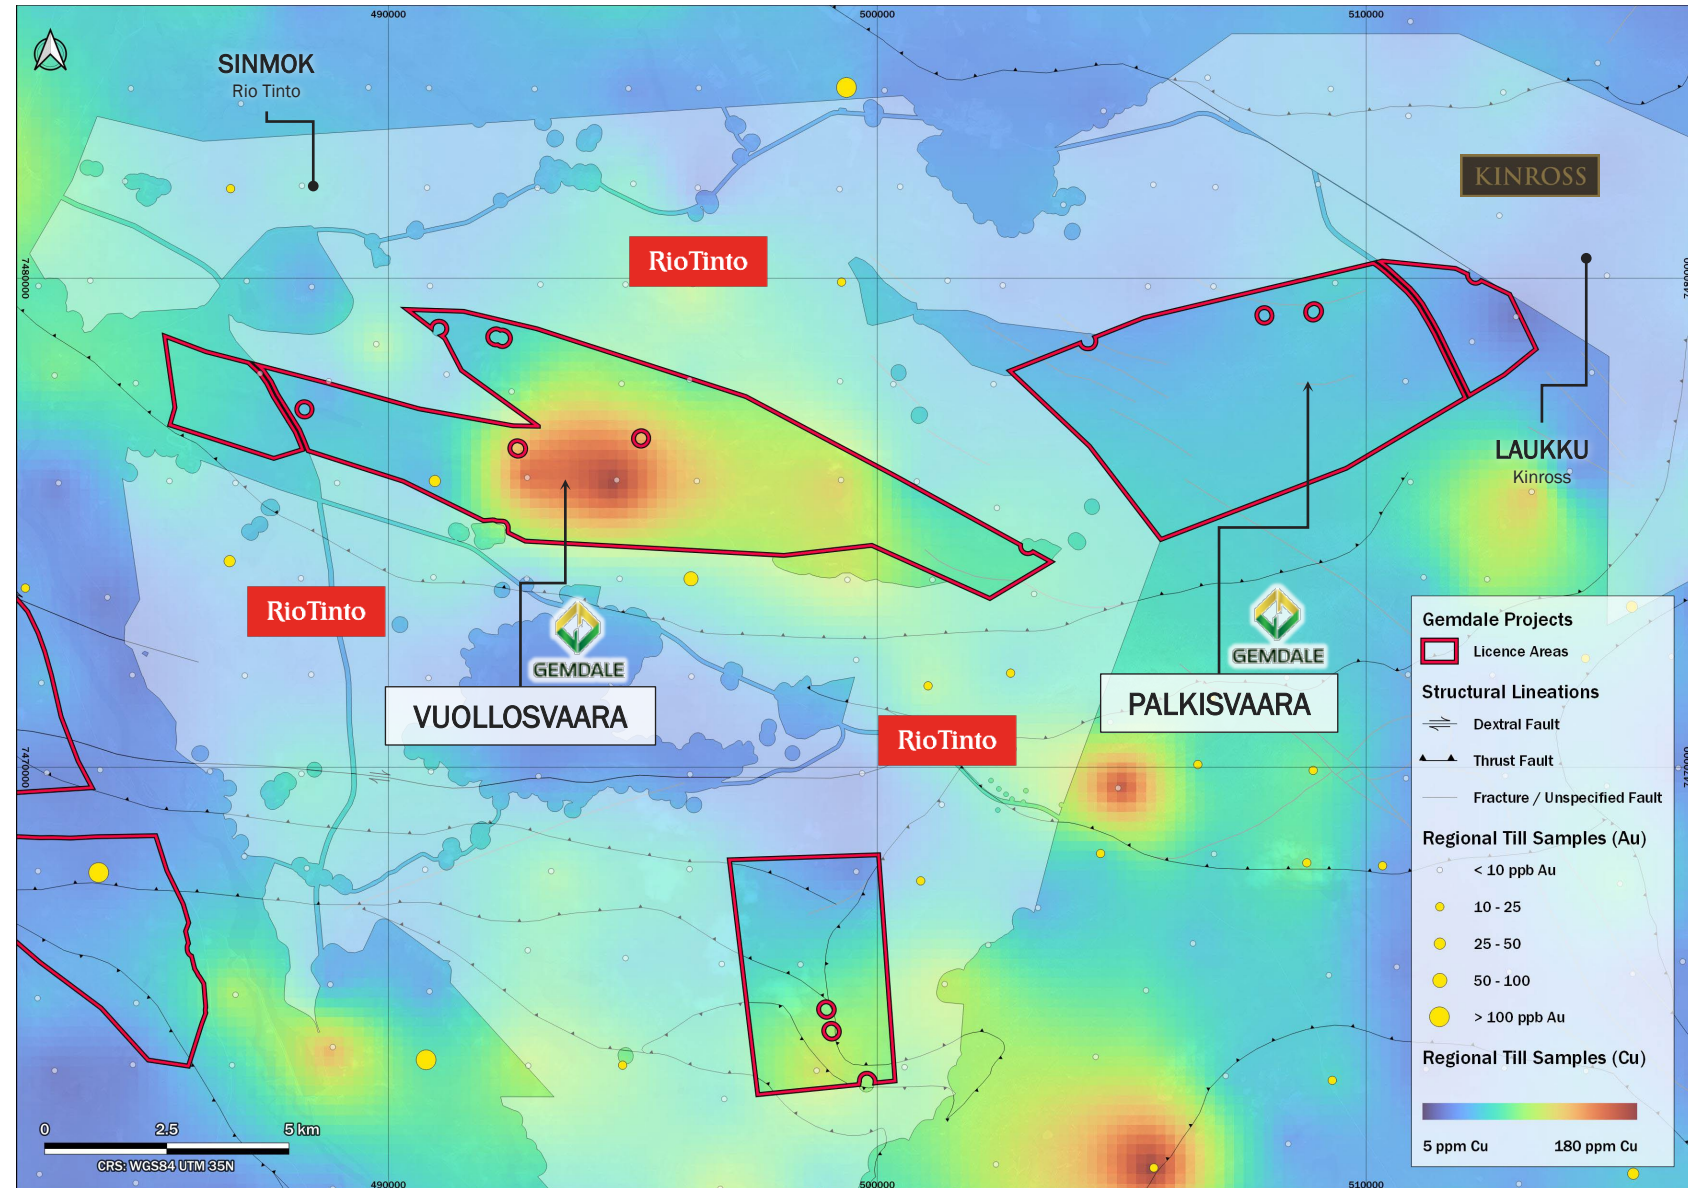 490000
500000
510000
SINMOK
Rio Tinto
KINROSS
RioTinto
7480000
7480000
LAUKKU
Kinross
RioTinto
GEMDALE
VUOLLOSVAARA
GEMDALE
PALKISVAARA
RioTinto
7470000
7470000
Gemdale Projects
Licence Areas
Structural Lineations
Dextral Fault
Thrust Fault
Fracture / Unspecified Fault
Regional Till Samples (Au)
< 10 ppb Au
10 - 25
25 - 50
50 - 100
> 100 ppb Au
Regional Till Samples (Cu)
5 ppm Cu
180 ppm Cu
0
2.5
5 km
CRS: WGS84 UTM 35N
490000
500000
510000